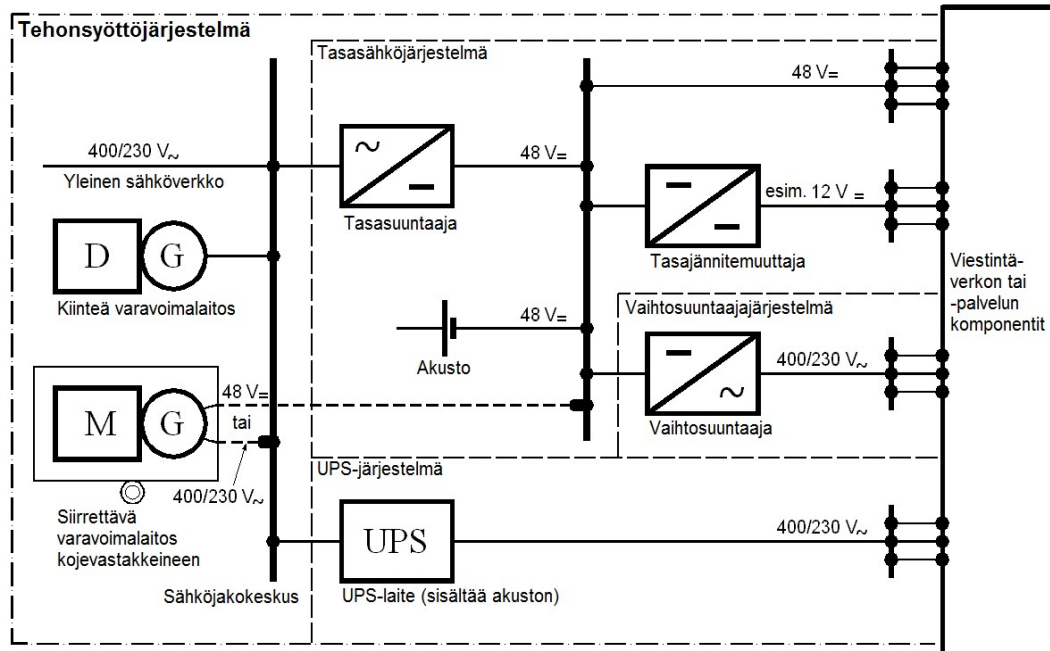 Tehonsyöttöjärjestelmä
Tasasähköjärjestelmä
48 V=
400/230 V~
Yleinen sähköverkko
~
Tasasuuntaaja
48 V=
esim. 12 V =
Tasajännitemuuttaja
D
G
Kiinteä varavoimalaitos
Viestintä-
verkon tai
-palvelun
komponentit
Akusto
48 V=
Vaihtosuuntaajajärjestelmä
~
Vaihtosuuntaaja
400/230 V~
M
G
48 V=
tai
400/230 V~
Siirrettävä
varavoimalaitos
kojevastakkeineen
UPS-järjestelmä
UPS
400/230 V~
Sähköjakokeskus
UPS-laite (sisältää akuston)